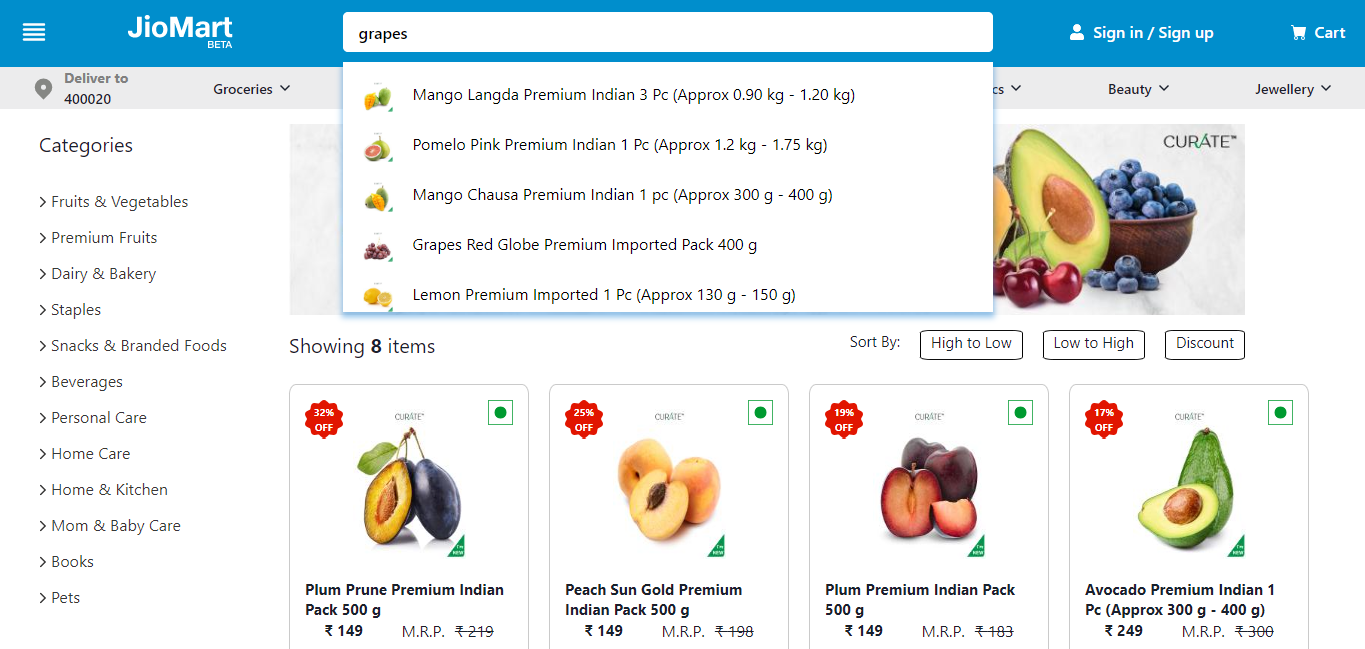 JioMart
BETA
grapes
Sign in / Sign up
Cart
Deliver to
400020
Groceries
cs
Beauty
Jewellery
Mango Langda Premium Indian 3 Pc (Approx 0.90 kg - 1.20 kg)
Pomelo Pink Premium Indian 1 Pc (Approx 1.2 kg - 1.75 kg)
Mango Chausa Premium Indian 1 pc (Approx 300 g - 400 g)
Grapes Red Globe Premium Imported Pack 400 g
Lemon Premium Imported 1 Pc (Approx 130 g - 150 g)
CURATE™
Categories
Fruits & Vegetables
Premium Fruits
Dairy & Bakery
Staples
Snacks & Branded Foods
Beverages
Personal Care
Home Care
Home & Kitchen
Mom & Baby Care
Books
Pets
Showing 8 items
Sort By:
High to Low
Low to High
Discount
32%
OFF
CURATE™
I'm
NEW
Plum Prune Premium Indian
Pack 500 g
₹ 149 M.R.P. ₹ 219
25%
OFF
CURATE™
I'm
NEW
Peach Sun Gold Premium
Indian Pack 500 g
₹ 149 M.R.P. ₹ 198
19%
OFF
CURATE™
I'm
NEW
Plum Premium Indian Pack
500 g
₹ 149 M.R.P. ₹ 183
17%
OFF
CURATE™
I'm
NEW
Avocado Premium Indian 1
Pc (Approx 300 g - 400 g)
₹ 249 M.R.P. ₹ 300